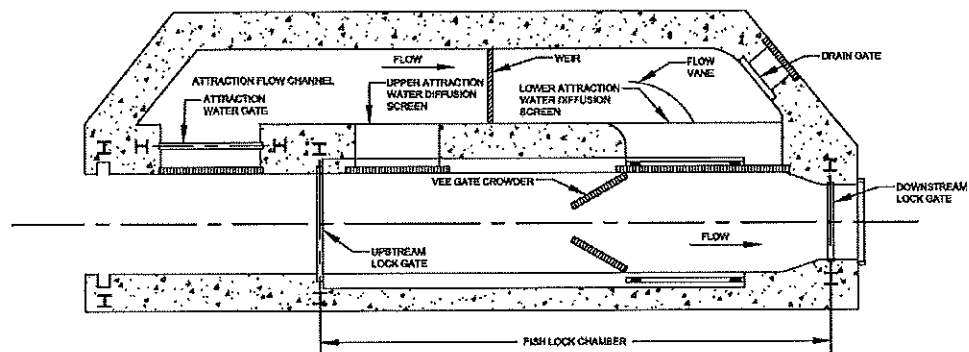 FLOW
WEIR
FLOW
VANE
DRAIN GATE
ATTRACTION FLOW CHANNEL
ATTRACTION
WATER GATE
UPPER ATTRACTION
WATER DIFFUSION
SCREEN
LOWER ATTRACTION
WATER DIFFUSION
SCREEN
VEE GATE CROWDER
DOWNSTREAM
LOCK GATE
UPSTREAM
LOCK GATE
FLOW
FISH LOCK CHAMBER